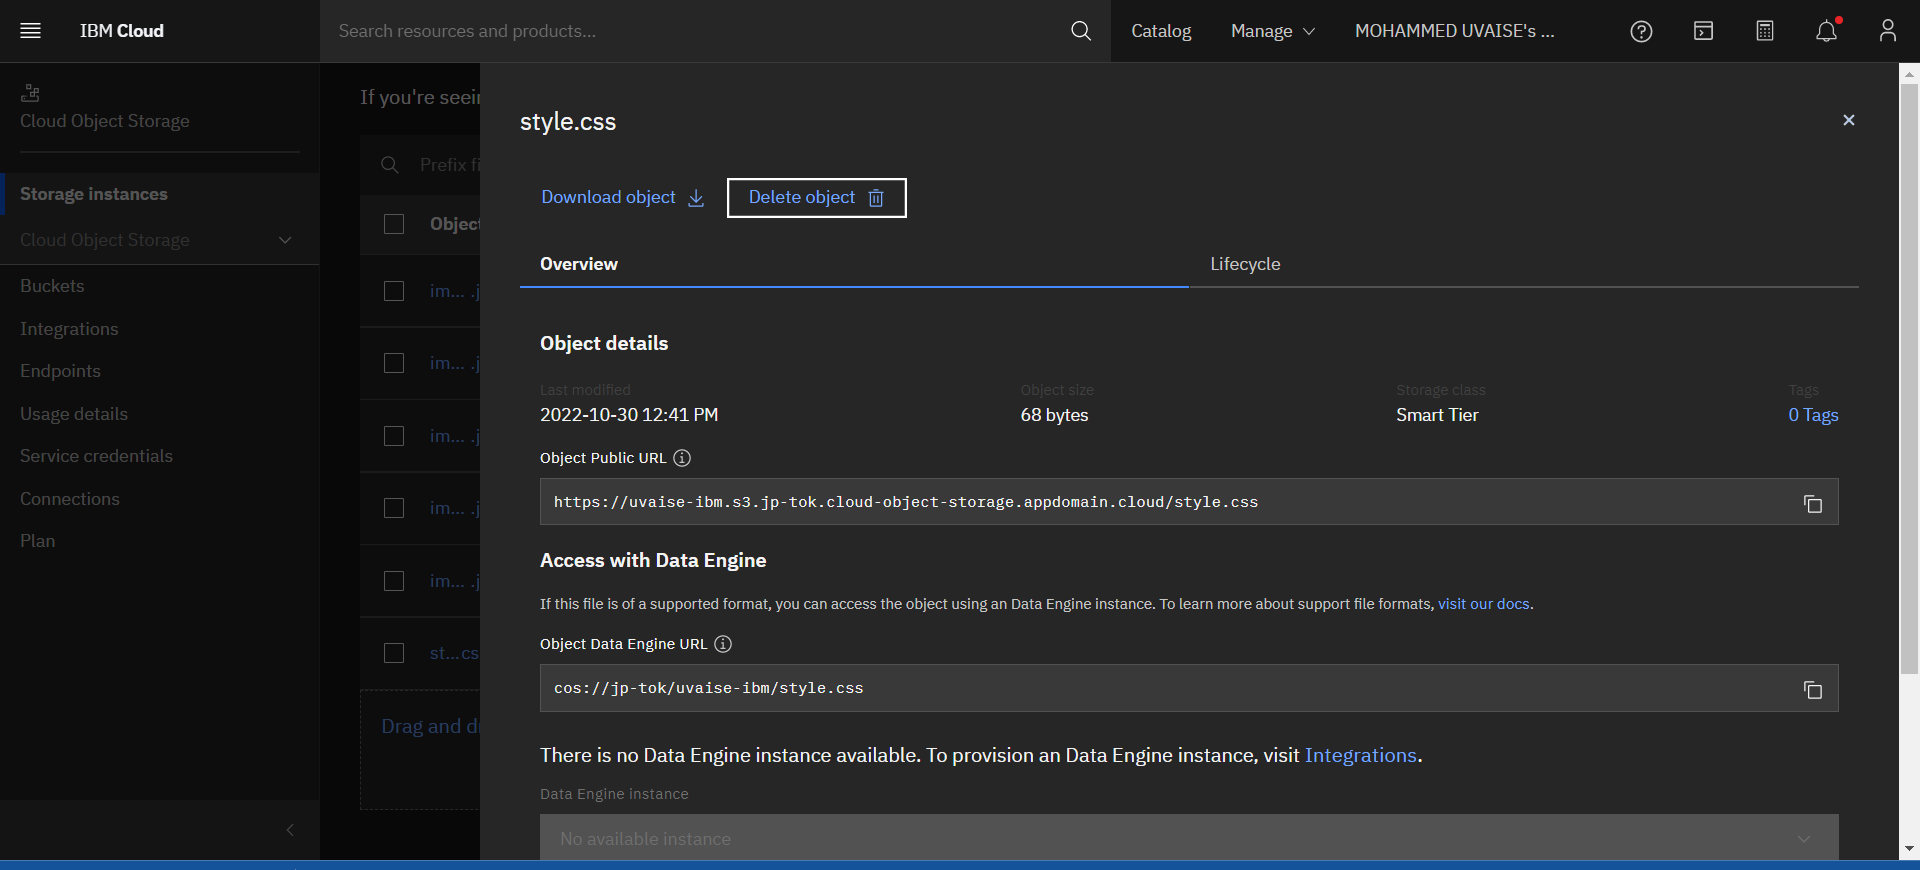 IBM Cloud
Search resources and products...
Catalog
Manage
MOHAMMED UVAISE's ...
Cloud Object Storage
Storage instances
Cloud Object Storage
Buckets
Integrations
Endpoints
Usage details
Service credentials
Connections
Plan
If you're seein
Prefix fi
Object
im... .j
im... .j
im... .j
im... .j
im... .j
st...cs
Drag and dr
style.css
Download object
Delete object
Overview
Lifecycle
Object details
Last modified
2022-10-30 12:41 PM
Object size
68 bytes
Storage class
Smart Tier
Tags
0 Tags
Object Public URL
https://uvaise-ibm.s3.jp-tok.cloud-object-storage.appdomain.cloud/style.css
Access with Data Engine
If this file is of a supported format, you can access the object using an Data Engine instance. To learn more about support file formats, visit our docs.
Object Data Engine URL
cos://jp-tok/uvaise-ibm/style.css
There is no Data Engine instance available. To provision an Data Engine instance, visit Integrations.
Data Engine instance
No available instance